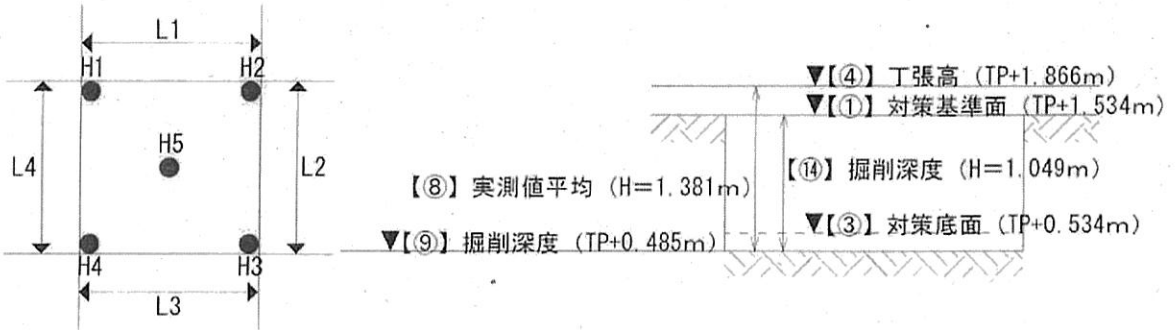 L1
H1
H2
L4
H5
L2
H4
H3
L3
▼【④】丁張高 (TP+1.866m)
▼【①】対策基準面 (TP+1.534m)
【⑭】掘削深度 (H=1.049m)
【⑧】実測値平均 (H=1.381m)
▼【③】対策底面 (TP+0.534m)
▼【⑨】掘削深度 (TP+0.485m)